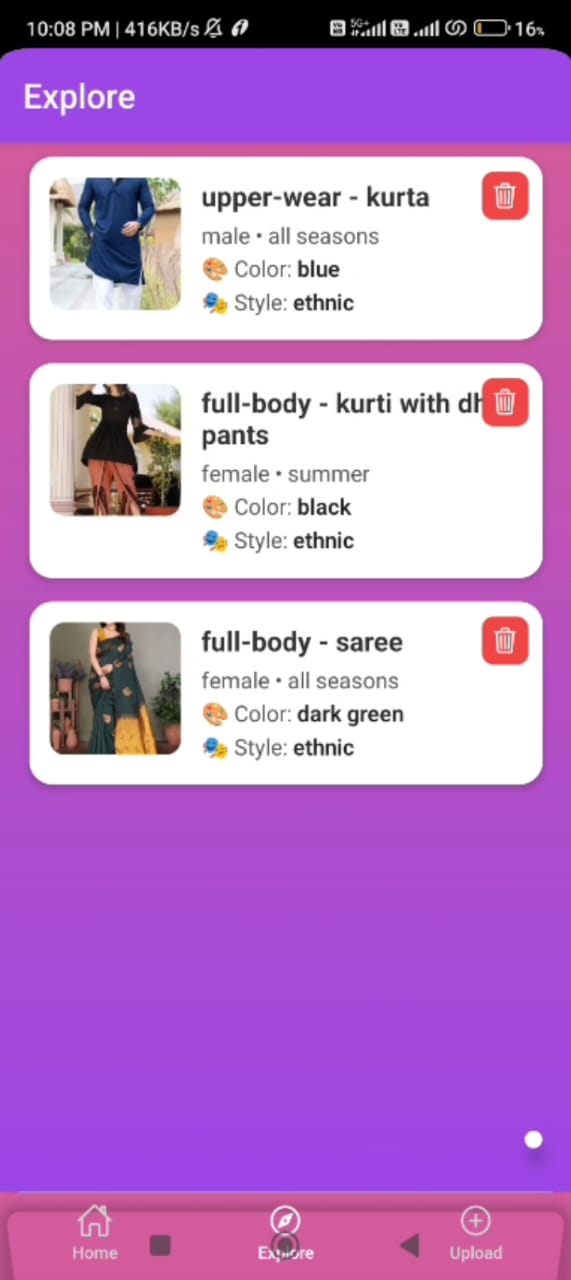 10:08 PM | 416KB/s 5G+ 16%
Explore
upper-wear - kurta
male • all seasons
🎨 Color: blue
🎭 Style: ethnic
full-body - kurti with dh
pants
female • summer
🎨 Color: black
🎭 Style: ethnic
full-body - saree
female • all seasons
🎨 Color: dark green
🎭 Style: ethnic
Home Explore Upload